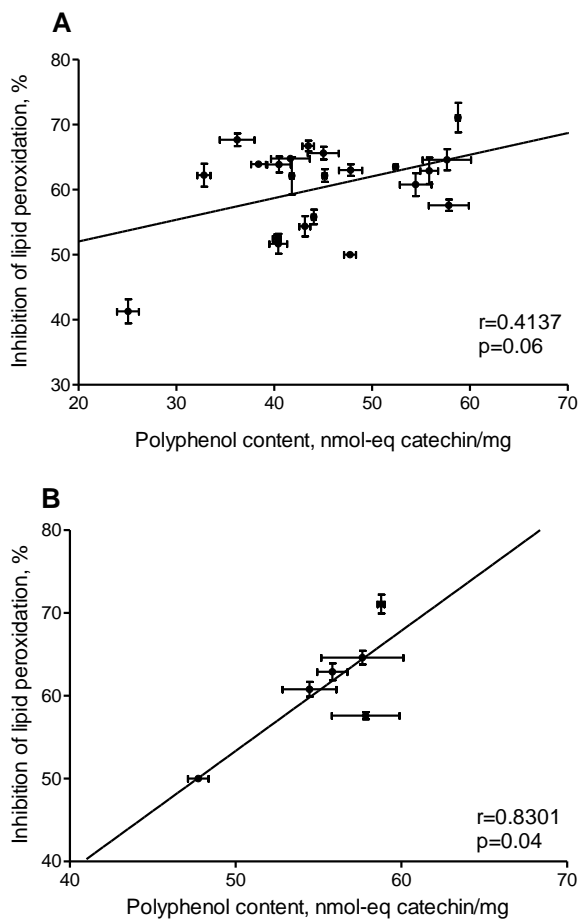 A
Inhibition of lipid peroxidation, %
80
70
60
50
40
30
20 30 40 50 60 70
r=0.4137
p=0.06
Polyphenol content, nmol-eq catechin/mg
B
Inhibition of lipid peroxidation, %
80
70
60
50
40
40 50 60 70
r=0.8301
p=0.04
Polyphenol content, nmol-eq catechin/mg